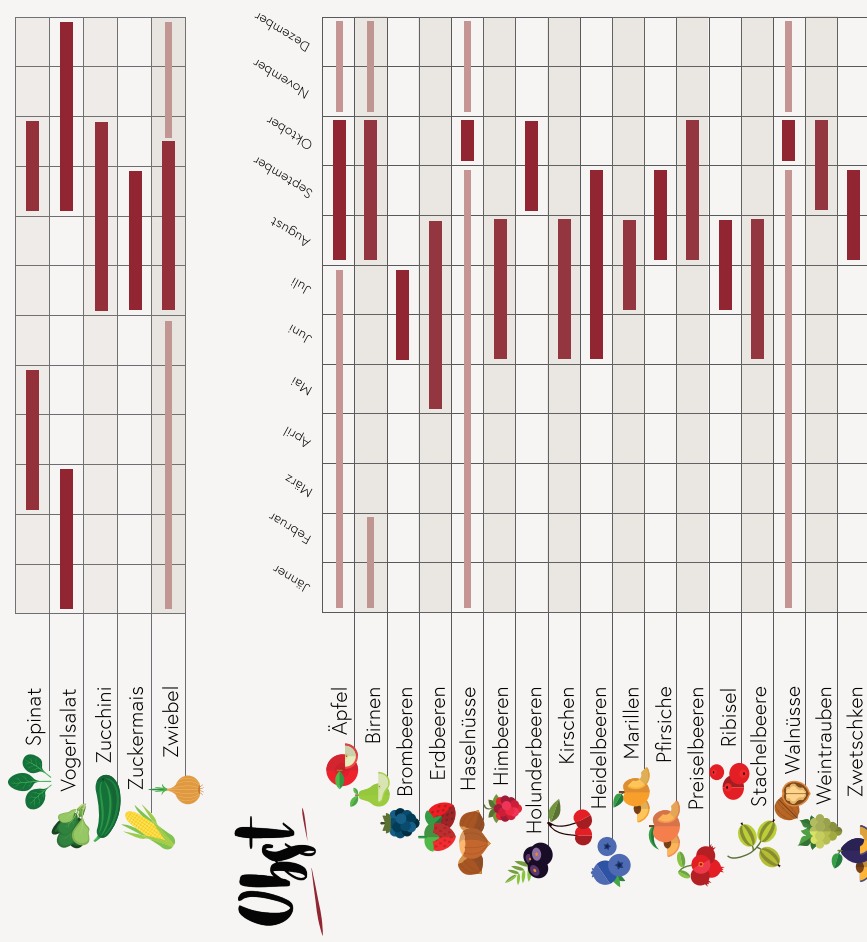 Spinat
Vogerlsalat
Zucchini
Zuckermais
Zwiebel
Obst
Jänner
Februar
März
April
Mai
Juni
Juli
August
September
Oktober
November
Dezember
Äpfel
Birnen
Brombeeren
Erdbeeren
Haselnüsse
Himbeeren
Holunderbeeren
Kirschen
Heidelbeeren
Marillen
Pfirsiche
Preiselbeeren
Ribisel
Stachelbeere
Walnüsse
Weintrauben
Zwetschken